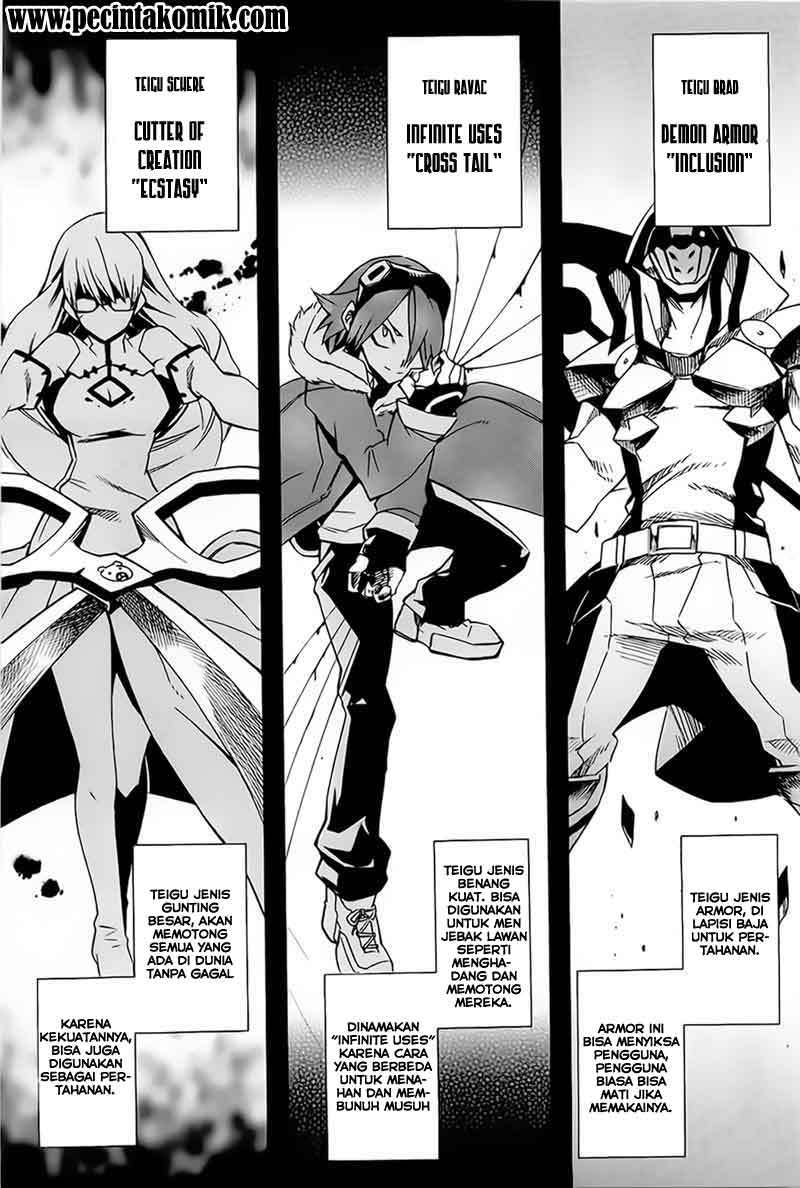 www.pecintakomik.com
TEIGU SCHERE
CUTTER OF
CREATION
"ECSTASY"
TEIGU JENIS
GUNTING
BESAR, AKAN
MEMOTONG
SEMUA YANG
ADA DI DUNIA
TANPA GAGAL
KARENA
KEKUATANNYA,
BISA JUGA
DIGUNAKAN
SEBAGAI PER-
TAHANAN.
TEIGU RAVAC
INFINITE USES
"CROSS TAIL"
TEIGU JENIS
BENANG
KUAT. BISA
DIGUNAKAN
UNTUK MEN
JEBAK LAWAN
SEPERTI
MENGHA-
DANG DAN
MEMOTONG
MEREKA.
DINAMAKAN
"INFINITE USES"
KARENA CARA
YANG BERBEDA
UNTUK MENA-
HAN DAN MEM-
BUNUH MUSUH
TEIGU BRAD
DEMON ARMOR
"INCLUSION"
TEIGU JENIS
ARMOR, DI
LAPISI BAJA
UNTUK PER-
TAHANAN.
ARMOR INI
BISA MENYIKSA
PENGGUNA,
PENGGUNA
BIASA BISA
MATI JIKA
MEMAKAINYA.